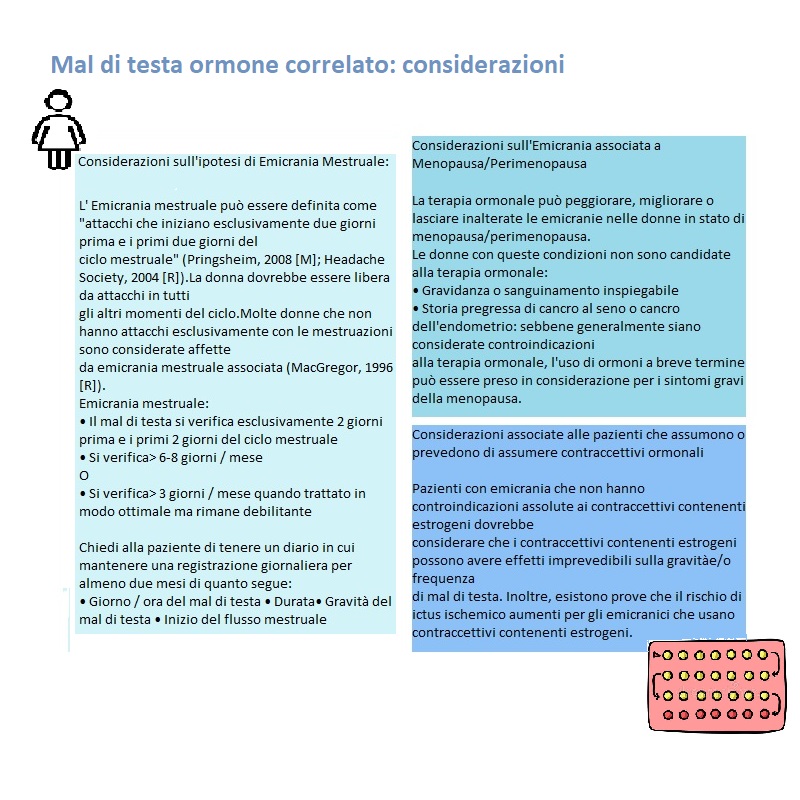 Mal di testa ormone correlato: considerazioni
Considerazioni sull'ipotesi di Emicrania Mestruale:
L' Emicrania mestruale può essere definita come
"attacchi che iniziano esclusivamente due giorni
prima e i primi due giorni del
ciclo mestruale" (Pringsheim, 2008 [M]; Headache
Society, 2004 [R]).La donna dovrebbe essere libera
da attacchi in tutti
gli altri momenti del ciclo.Molte donne che non
hanno attacchi esclusivamente con le mestruazioni
sono considerate affette
da emicrania mestruale associata (MacGregor, 1996
[R]).
Emicrania mestruale:
• Il mal di testa si verifica esclusivamente 2 giorni
prima e i primi 2 giorni del ciclo mestruale
• Si verifica> 6-8 giorni / mese
O
• Si verifica> 3 giorni / mese quando trattato in
modo ottimale ma rimane debilitante
Chiedi alla paziente di tenere un diario in cui
mantenere una registrazione giornaliera per
almeno due mesi di quanto segue:
• Giorno / ora del mal di testa • Durata• Gravità del
mal di testa • Inizio del flusso mestruale
Considerazioni sull'Emicrania associata a
Menopausa/Perimenopausa
La terapia ormonale può peggiorare, migliorare o
lasciare inalterate le emicranie nelle donne in stato di
menopausa/perimenopausa.
Le donne con queste condizioni non sono candidate
alla terapia ormonale:
• Gravidanza o sanguinamento inspiegabile
• Storia pregressa di cancro al seno o cancro
dell'endometrio: sebbene generalmente siano
considerate controindicazioni
alla terapia ormonale, l'uso di ormoni a breve termine
può essere preso in considerazione per i sintomi gravi
della menopausa.
Considerazioni associate alle pazienti che assumono o
prevedono di assumere contraccettivi ormonali
Pazienti con emicrania che non hanno
controindicazioni assolute ai contraccettivi contenenti
estrogeni dovrebbe
considerare che i contraccettivi contenenti estrogeni
possono avere effetti imprevedibili sulla gravitàe/o
frequenza
di mal di testa. Inoltre, esistono prove che il rischio di
ictus ischemico aumenti per gli emicranici che usano
contraccettivi contenenti estrogeni.